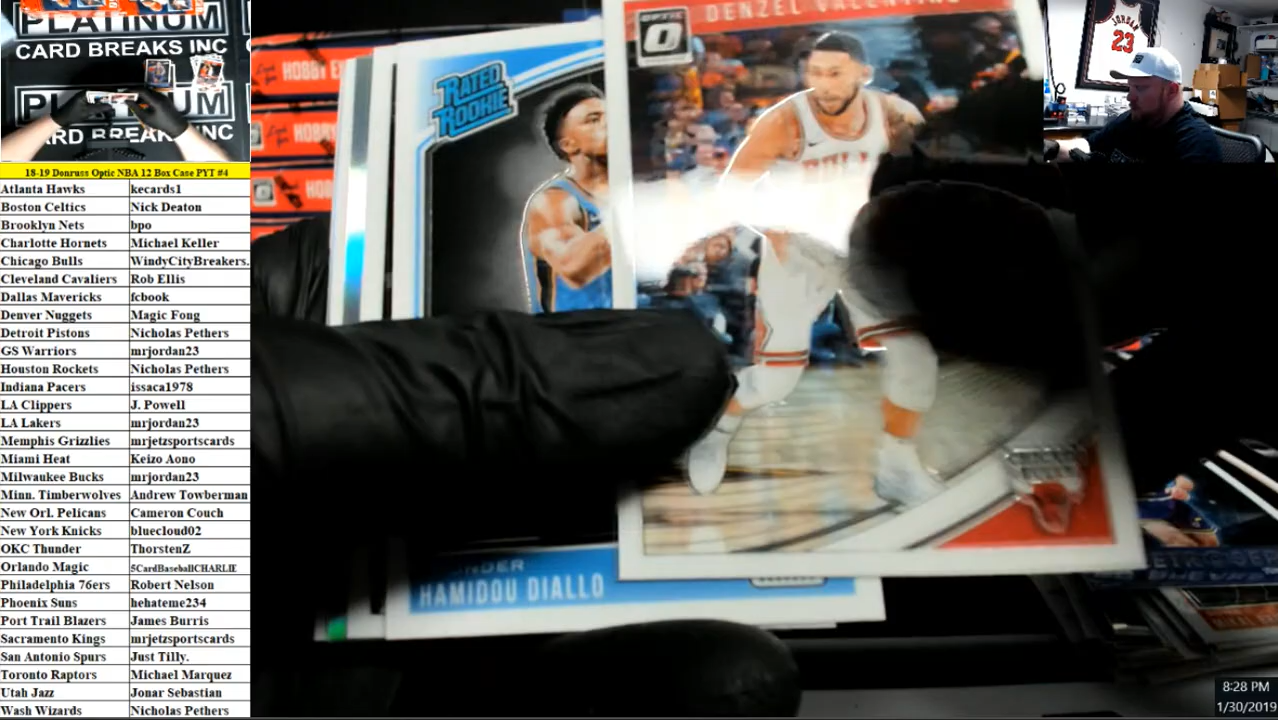 PLATINUM
CARD BREAKS INC
PLATINUM
ARD BREAKS INC
18-19 Donruss Optic NBA 12 Box Case PYT #4
Atlanta Hawks kecards1
Boston Celtics Nick Deaton
Brooklyn Nets bpo
Charlotte Hornets Michael Keller
Chicago Bulls WindyCityBreakers.
Cleveland Cavaliers Rob Ellis
Dallas Mavericks fcbook
Denver Nuggets Magic Fong
Detroit Pistons Nicholas Pethers
GS Warriors mrjordan23
Houston Rockets Nicholas Pethers
Indiana Pacers issaca1978
LA Clippers J. Powell
LA Lakers mrjordan23
Memphis Grizzlies mrjetzsportscards
Miami Heat Keizo Aono
Milwaukee Bucks mrjordan23
Minn. Timberwolves Andrew Towberman
New Orl. Pelicans Cameron Couch
New York Knicks bluecloud02
OKC Thunder ThorstenZ
Orlando Magic 5CardBaseballCHARLIE
Philadelphia 76ers Robert Nelson
Phoenix Suns hehateme234
Port Trail Blazers James Burris
Sacramento Kings mrjetzsportscards
San Antonio Spurs Just Tilly.
Toronto Raptors Michael Marquez
Utah Jazz Jonar Sebastian
Wash Wizards Nicholas Pethers
HOBBY
HOBBY
RATED
ROOKIE
OPTIC
DENZEL VALENTINE
HAMIDOU DIALLO
JORDAN
23
8:28 PM
1/30/2019